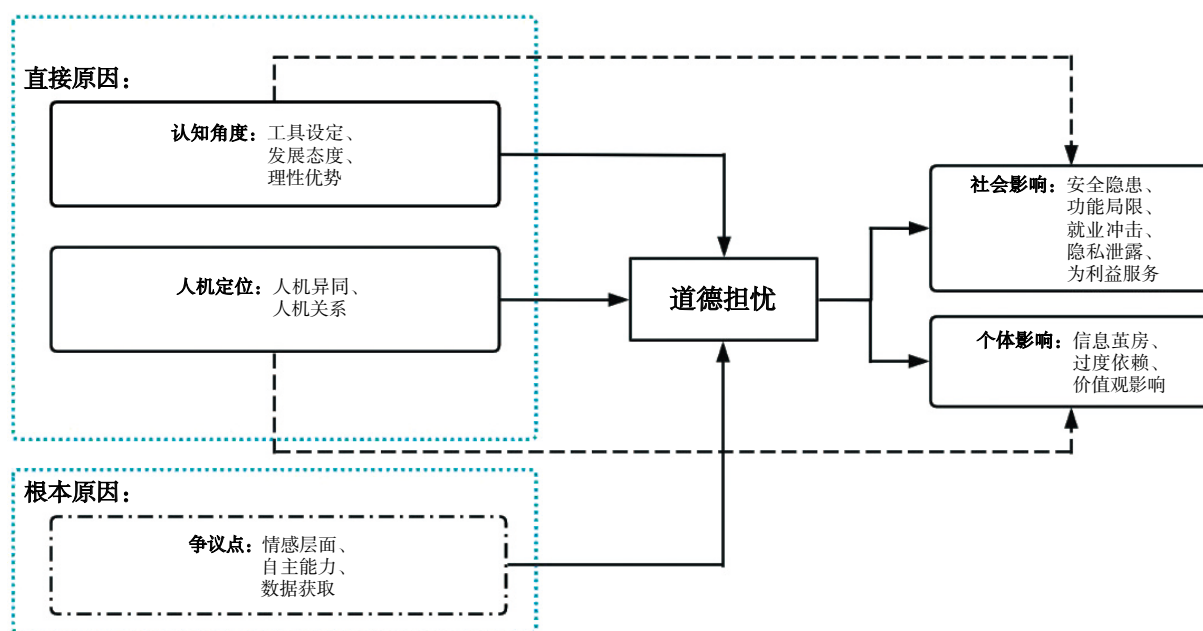 直接原因：
认知角度：工具设定、
发展态度、
理性优势
人机定位：人机异同、
人机关系
道德担忧
社会影响：安全隐患、
功能局限、
就业冲击、
隐私泄露、
为利益服务
个体影响：信息茧房、
过度依赖、
价值观影响
根本原因：
争议点：情感层面、
自主能力、
数据获取